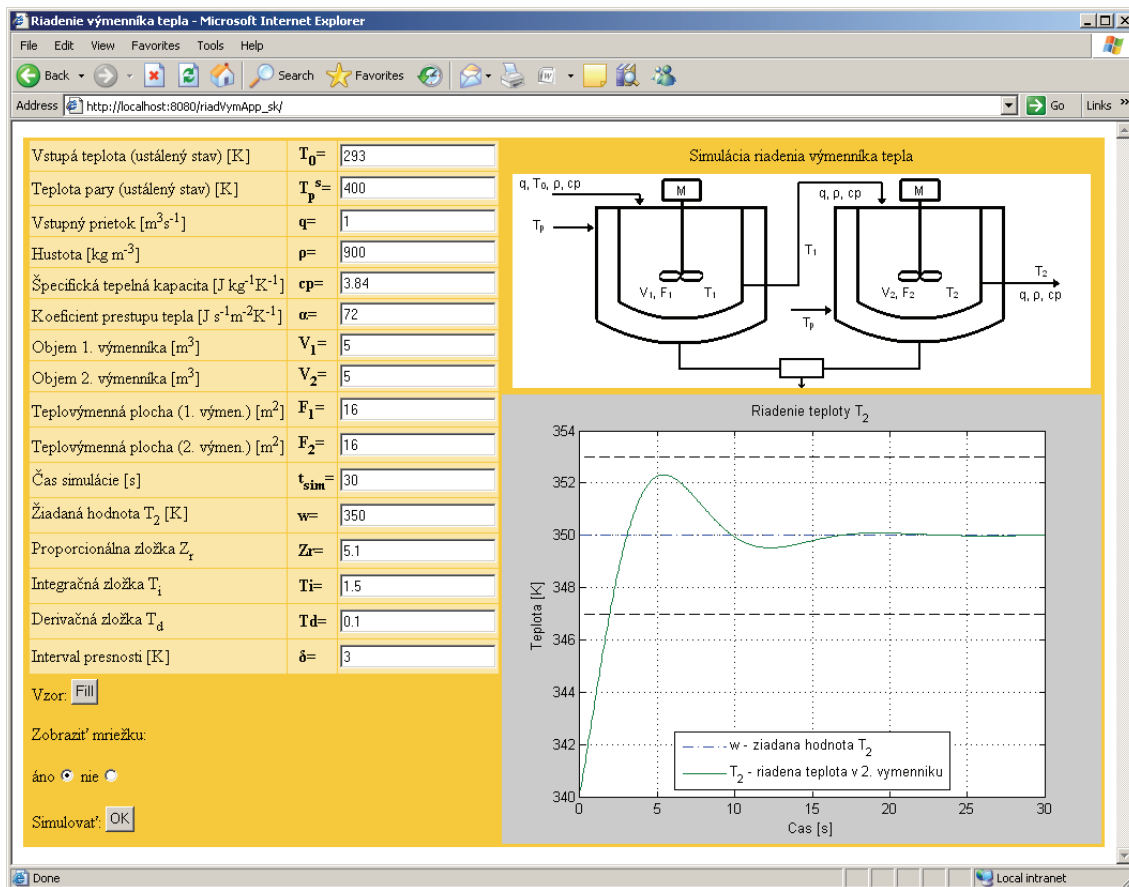 Riadenie výmenníka tepla - Microsoft Internet Explorer
File Edit View Favorites Tools Help
Back Search Favorites
Address http://localhost:8080/riadVymApp_sk/ Go Links »
Vstupá teplota (ustálený stav) [K] T0= 293
Teplota pary (ustálený stav) [K] Tp^s= 400
Vstupný prietok [m³s⁻¹] q= 1
Hustota [kg m⁻³] ρ= 900
Špecifická tepelná kapacita [J kg⁻¹K⁻¹] cp= 3.84
Koeficient prestupu tepla [J s⁻¹m⁻²K⁻¹] α= 72
Objem 1. výmenníka [m³] V1= 5
Objem 2. výmenníka [m³] V2= 5
Teplovýmenná plocha (1. výmen.) [m²] F1= 16
Teplovýmenná plocha (2. výmen.) [m²] F2= 16
Čas simulácie [s] tsim= 30
Žiadaná hodnota T2 [K] w= 350
Proporcionálna zložka Zr Zr= 5.1
Integračná zložka Ti Ti= 1.5
Derivačná zložka Td Td= 0.1
Interval presnosti [K] δ= 3
Vzor: Fill
Zobraziť mriežku:
áno nie
Simulovať: OK
Simulácia riadenia výmenníka tepla
q, T0, ρ, cp M q, ρ, cp M
Tp T1 T2
V1, F1 T1 V2, F2 T2 q, ρ, cp
Tp
Riadenie teploty T2
354
352
350
348
346
344
342
340
Teplota [K]
w - ziadana hodnota T2
T2 - riadena teplota v 2. vymenniku
0 5 10 15 20 25 30
Cas [s]
Done Local intranet